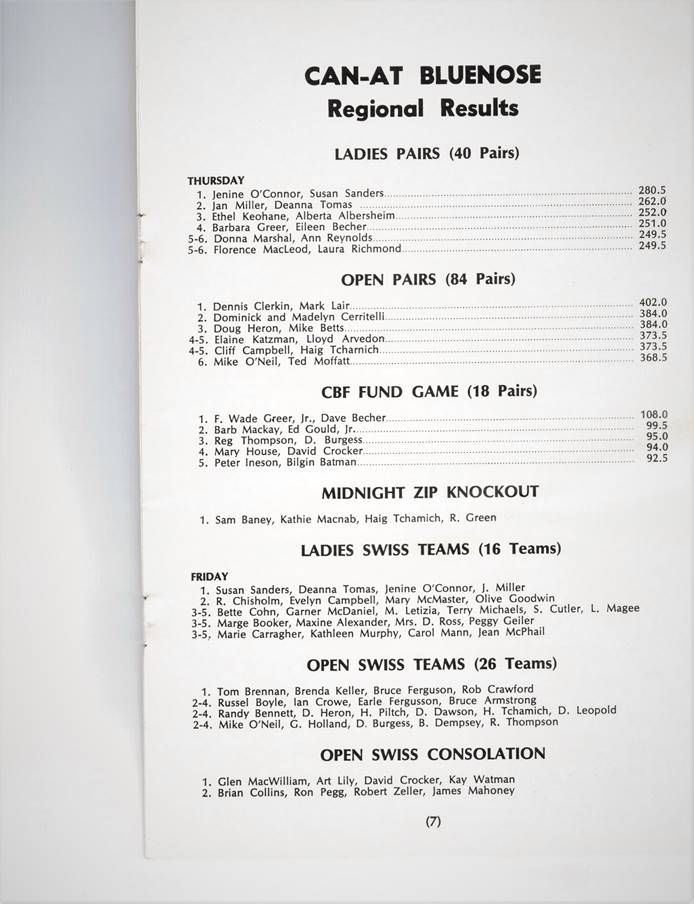 CAN-AT BLUENOSE
Regional Results
LADIES PAIRS (40 Pairs)
THURSDAY
1. Jenine O'Connor, Susan Sanders 280.5
2. Jan Miller, Deanna Tomas 262.0
3. Ethel Keohane, Alberta Albersheim 252.0
4. Barbara Greer, Eileen Becher 251.0
5-6. Donna Marshal, Ann Reynolds 249.5
5-6. Florence MacLeod, Laura Richmond 249.5
OPEN PAIRS (84 Pairs)
1. Dennis Clerkin, Mark Lair 402.0
2. Dominick and Madelyn Cerritelli 384.0
3. Doug Heron, Mike Betts 384.0
4-5. Elaine Katzman, Lloyd Arvedon 373.5
4-5. Cliff Campbell, Haig Tcharnich 373.5
6. Mike O'Neil, Ted Moffatt 368.5
CBF FUND GAME (18 Pairs)
1. F. Wade Greer, Jr., Dave Becher 108.0
2. Barb Mackay, Ed Gould, Jr. 99.5
3. Reg Thompson, D. Burgess 95.0
4. Mary House, David Crocker 94.0
5. Peter Ineson, Bilgin Batman 92.5
MIDNIGHT ZIP KNOCKOUT
1. Sam Baney, Kathie Macnab, Haig Tchamich, R. Green
LADIES SWISS TEAMS (16 Teams)
FRIDAY
1. Susan Sanders, Deanna Tomas, Jenine O'Connor, J. Miller
2. R. Chisholm, Evelyn Campbell, Mary McMaster, Olive Goodwin
3-5. Bette Cohn, Garner McDaniel, M. Letizia, Terry Michaels, S. Cutler, L. Magee
3-5. Marge Booker, Maxine Alexander, Mrs. D. Ross, Peggy Geiler
3-5, Marie Carragher, Kathleen Murphy, Carol Mann, Jean McPhail
OPEN SWISS TEAMS (26 Teams)
1. Tom Brennan, Brenda Keller, Bruce Ferguson, Rob Crawford
2-4. Russel Boyle, Ian Crowe, Earle Fergusson, Bruce Armstrong
2-4. Randy Bennett, D. Heron, H. Piltch, D. Dawson, H. Tchamich, D. Leopold
2-4. Mike O'Neil, G. Holland, D. Burgess, B. Dempsey, R. Thompson
OPEN SWISS CONSOLATION
1. Glen MacWilliam, Art Lily, David Crocker, Kay Watman
2. Brian Collins, Ron Pegg, Robert Zeller, James Mahoney
(7)